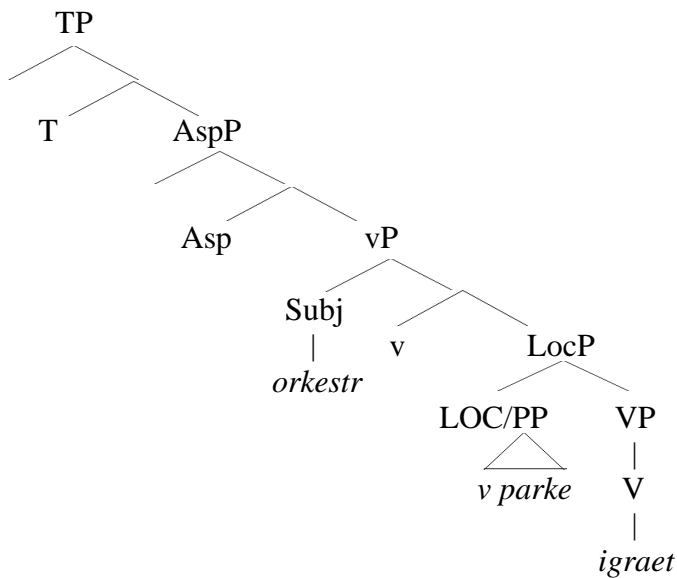 TP
T AspP
Asp vP
Subj v LocP
orkestr
LOC/PP VP
v parke V
igraet